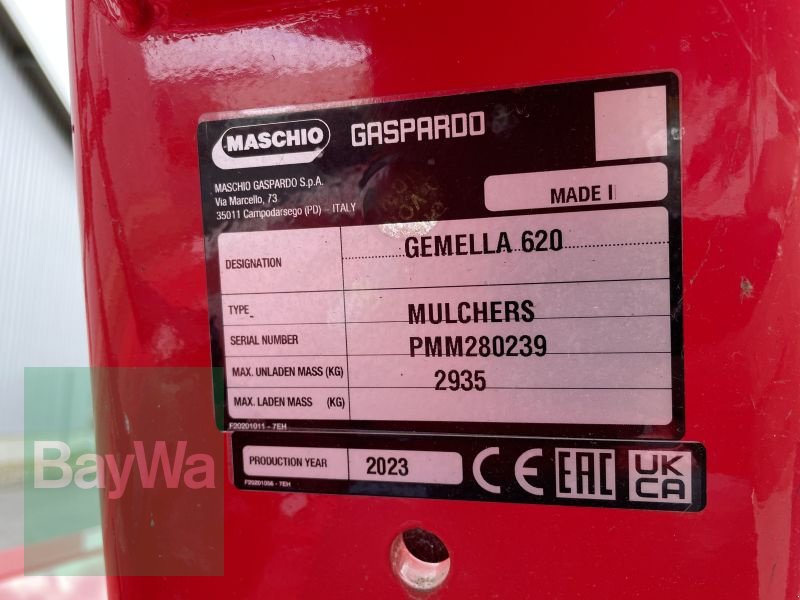 MASCHIO GASPARDO
MASCHIO GASPARDO S.p.A.
Via Marcello, 73
35011 Campodarsego (PD) - ITALY
MADE I
DESIGNATION GEMELLA 620
TYPE MULCHERS
SERIAL NUMBER PMM280239
MAX. UNLADEN MASS (KG) 2935
MAX. LADEN MASS (KG)
F20201011 - 7EH
PRODUCTION YEAR 2023 CE EAC UK CA
F20201056 - 7EH
BayWa